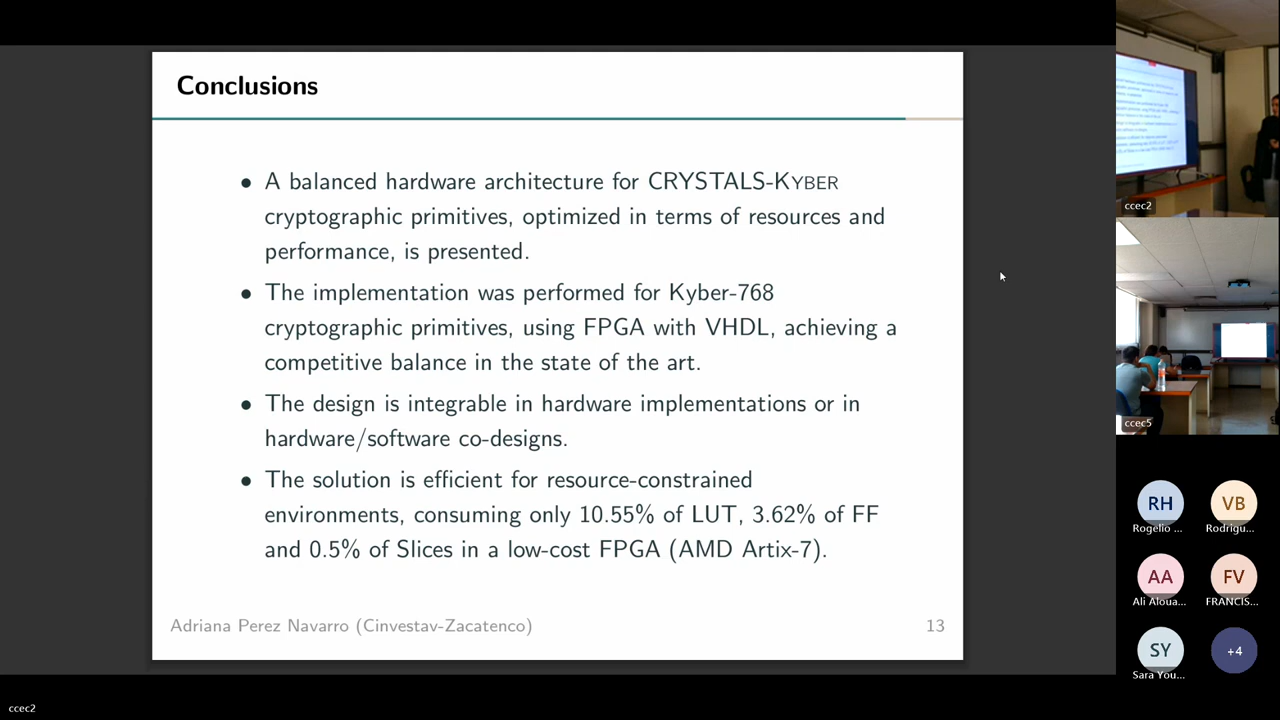 Conclusions
• A balanced hardware architecture for CRYSTALS-KYBER
cryptographic primitives, optimized in terms of resources and
performance, is presented.
• The implementation was performed for Kyber-768
cryptographic primitives, using FPGA with VHDL, achieving a
competitive balance in the state of the art.
• The design is integrable in hardware implementations or in
hardware/software co-designs.
• The solution is efficient for resource-constrained
environments, consuming only 10.55% of LUT, 3.62% of FF
and 0.5% of Slices in a low-cost FPGA (AMD Artix-7).
Adriana Perez Navarro (Cinvestav-Zacatenco)
13
ccec2
ccec5
RH
Rogelio ...
VB
Rodrigu...
AA
Ali Aloua...
FV
FRANCIS...
SY
Sara You...
+4
ccec2